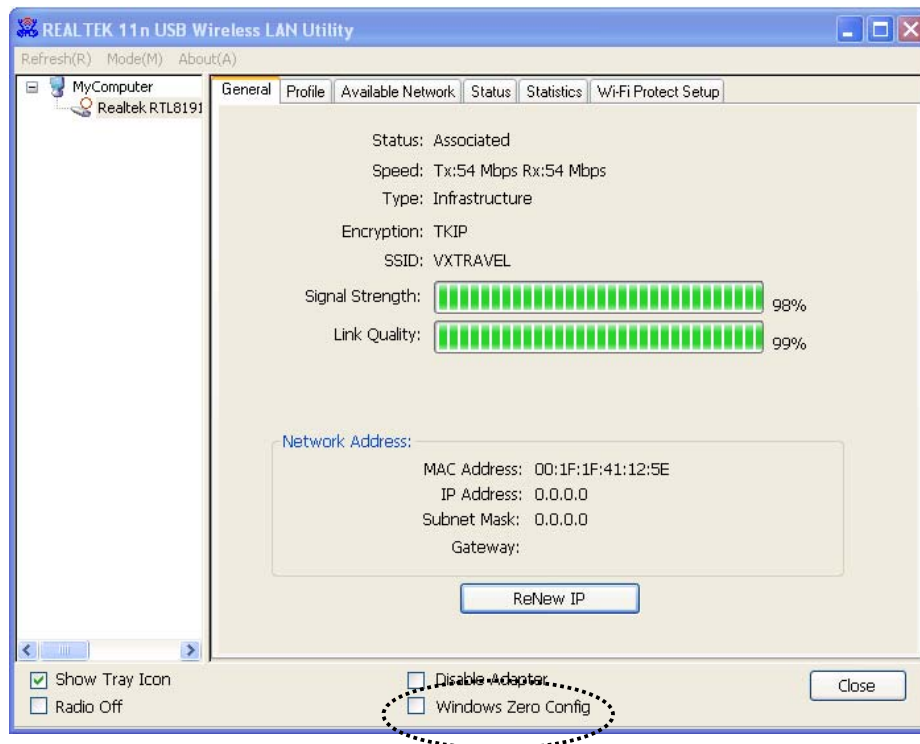 REALTEK 11n USB Wireless LAN Utility
Refresh(R) Mode(M) About(A)
MyComputer
Realtek RTL8191
General Profile Available Network Status Statistics Wi-Fi Protect Setup
Status: Associated
Speed: Tx:54 Mbps Rx:54 Mbps
Type: Infrastructure
Encryption: TKIP
SSID: VXTRAVEL
Signal Strength: 98%
Link Quality: 99%
Network Address:
MAC Address: 00:1F:1F:41:12:5E
IP Address: 0.0.0.0
Subnet Mask: 0.0.0.0
Gateway:
ReNew IP
Show Tray Icon Disable Adapter Close
Radio Off Windows Zero Config